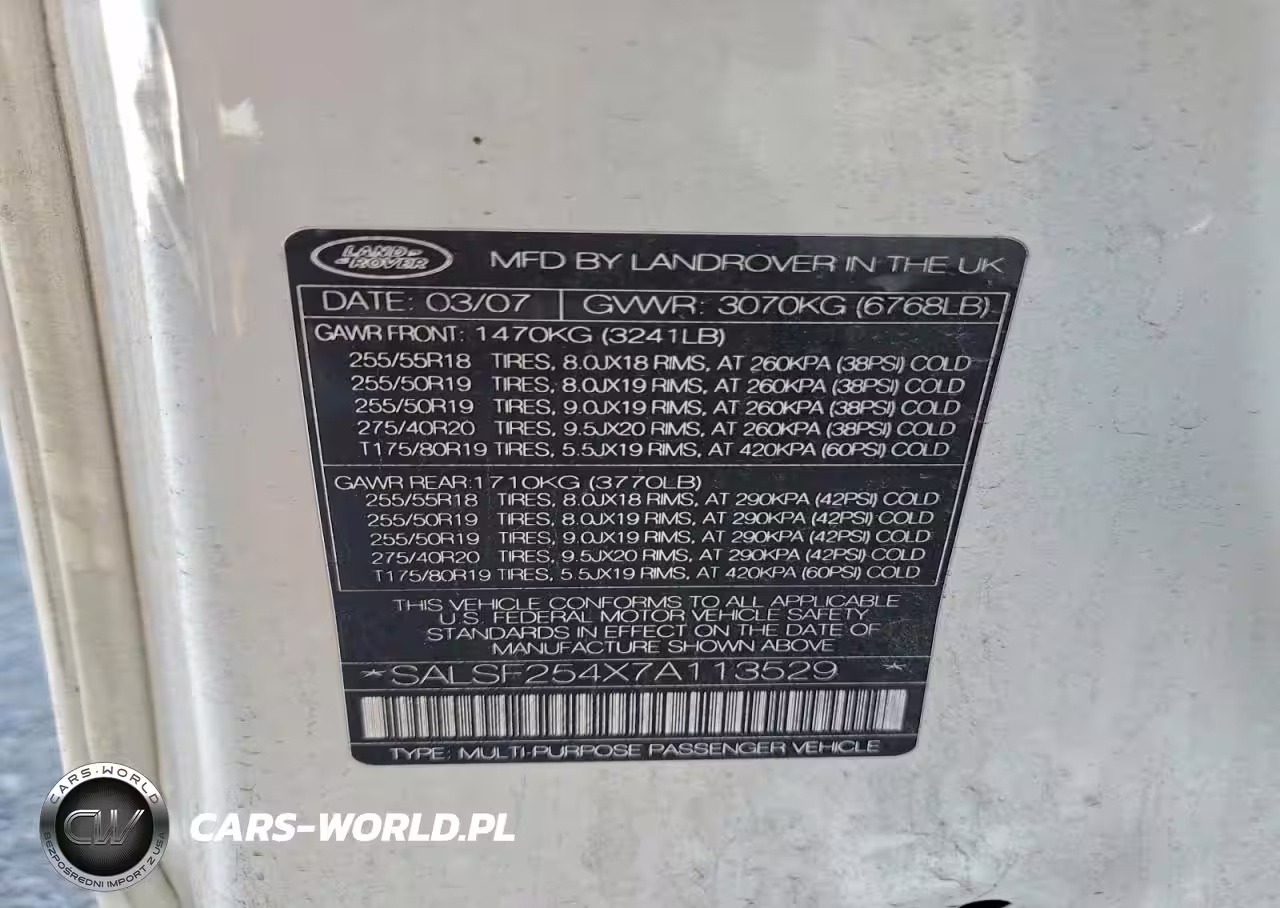 LAND ROVER
MFD BY LANDROVER IN THE UK
DATE: 03/07 GVWR: 3070KG (6768LB)
GAWR FRONT: 1470KG (3241LB)
255/55R18 TIRES, 8.0JX18 RIMS, AT 260KPA (38PSI) COLD
255/50R19 TIRES, 8.0JX19 RIMS, AT 260KPA (38PSI) COLD
255/50R19 TIRES, 9.0JX19 RIMS, AT 260KPA (38PSI) COLD
275/40R20 TIRES, 9.5JX20 RIMS, AT 260KPA (38PSI) COLD
T175/80R19 TIRES, 5.5JX19 RIMS, AT 420KPA (60PSI) COLD
GAWR REAR: 1710KG (3770LB)
255/55R18 TIRES, 8.0JX18 RIMS, AT 290KPA (42PSI) COLD
255/50R19 TIRES, 8.0JX19 RIMS, AT 290KPA (42PSI) COLD
255/50R19 TIRES, 9.0JX19 RIMS, AT 290KPA (42PSI) COLD
275/40R20 TIRES, 9.5JX20 RIMS, AT 290KPA (42PSI) COLD
T175/80R19 TIRES, 5.5JX19 RIMS, AT 420KPA (60PSI) COLD
THIS VEHICLE CONFORMS TO ALL APPLICABLE
U.S. FEDERAL MOTOR VEHICLE SAFETY
STANDARDS IN EFFECT ON THE DATE OF
MANUFACTURE SHOWN ABOVE
*SALSF254X7A113529 *
TYPE: MULTI-PURPOSE PASSENGER VEHICLE
CARS-WORLD
CW
BEZPOŚREDNI IMPORT Z USA
CARS-WORLD.PL